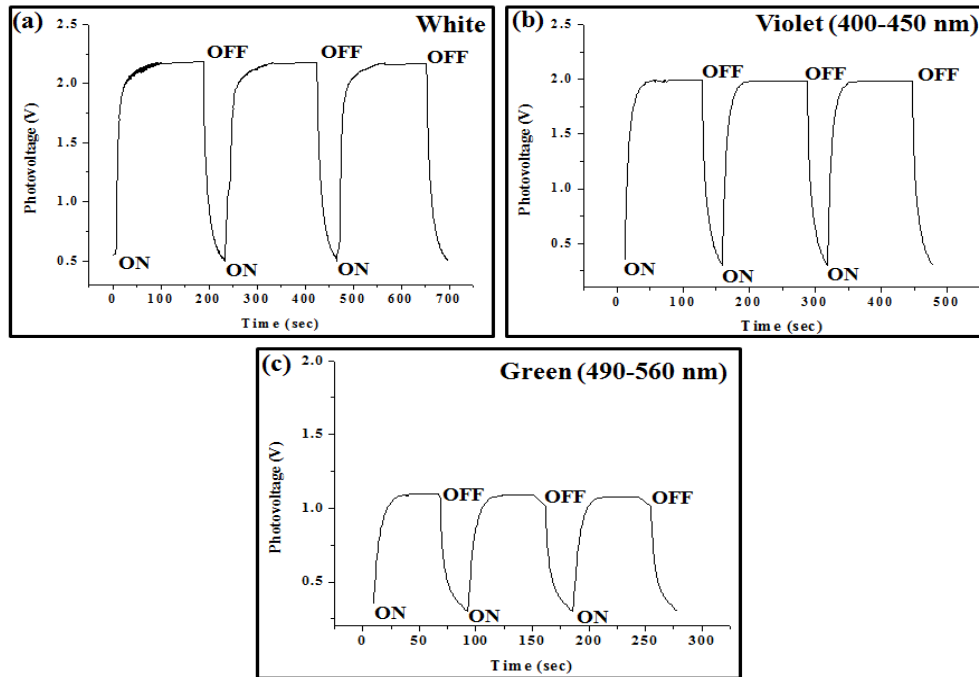 (a)
White
Photovoltage (V)
2.5
2.0
1.5
1.0
0.5
OFF
OFF
OFF
ON
ON
ON
0 100 200 300 400 500 600 700
Time (sec)
(b)
Violet (400-450 nm)
Photovoltage (V)
2.5
2.0
1.5
1.0
0.5
OFF
OFF
OFF
ON
ON
ON
0 100 200 300 400 500
Time (sec)
(c)
Green (490-560 nm)
Photovoltage (V)
2.0
1.5
1.0
0.5
OFF
OFF
OFF
ON
ON
ON
0 50 100 150 200 250 300
Time (sec)